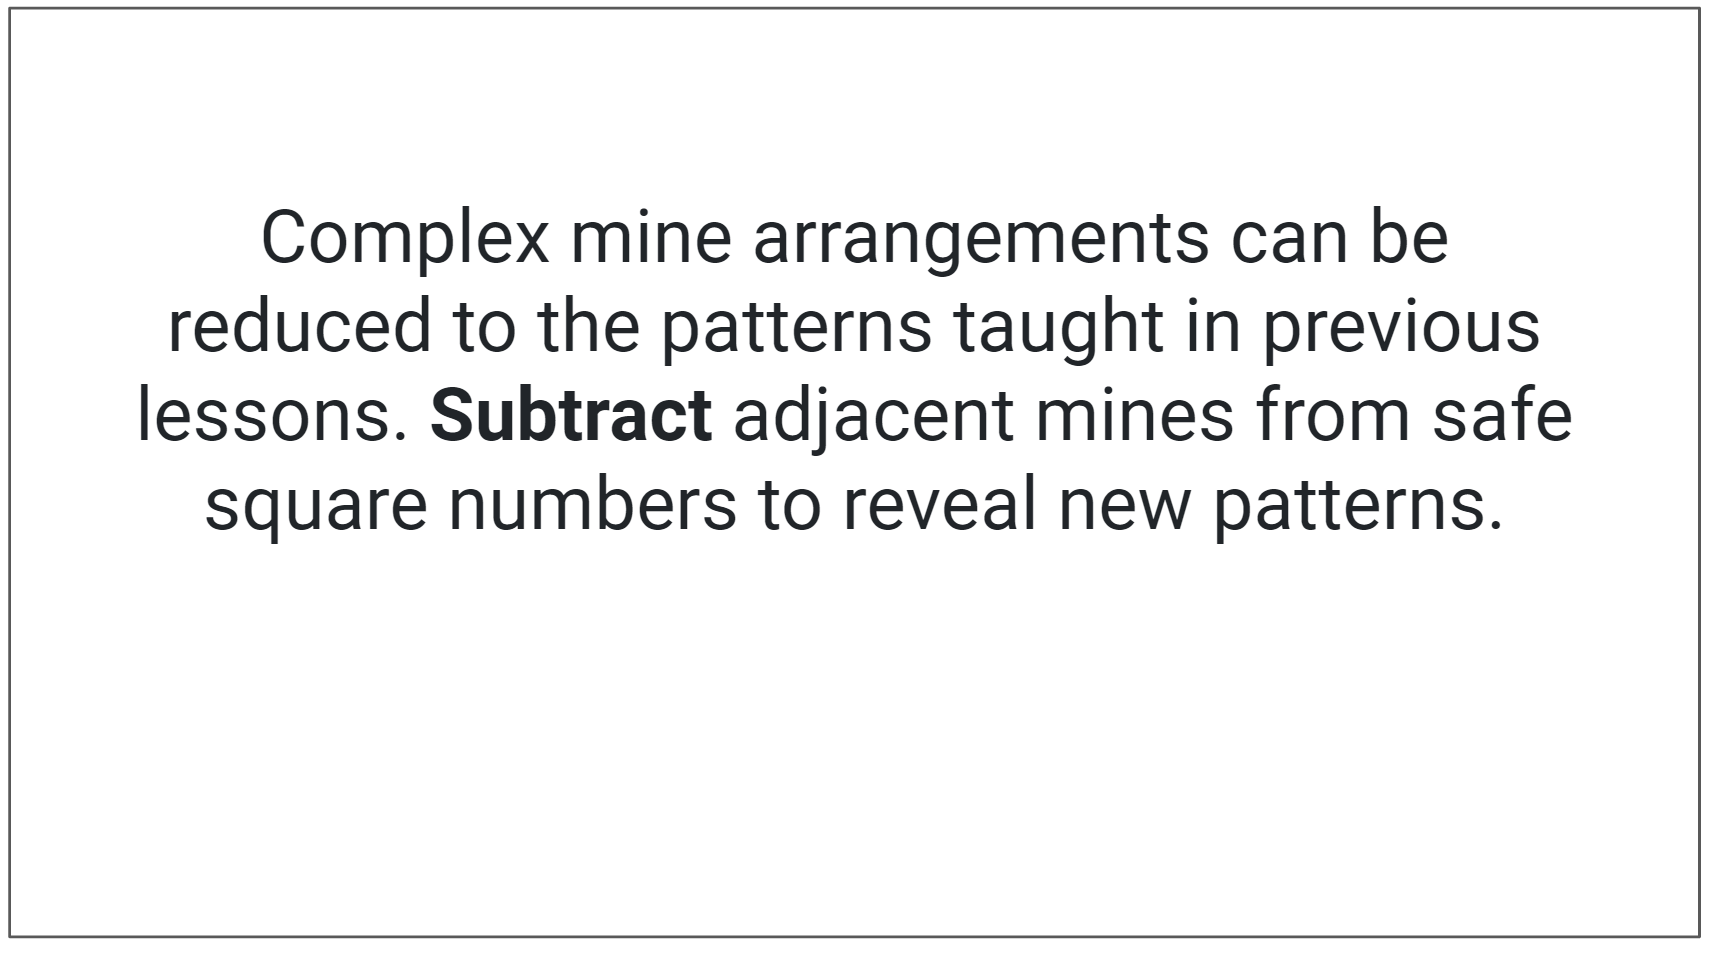 Complex mine arrangements can be
reduced to the patterns taught in previous
lessons. Subtract adjacent mines from safe
square numbers to reveal new patterns.